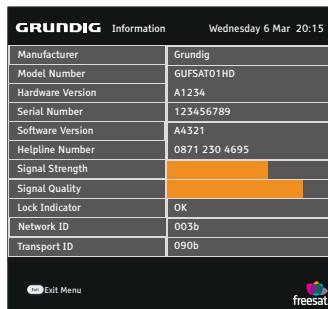 GRUNDIG Information Wednesday 6 Mar 20:15
Manufacturer Grundig
Model Number GUFSAT01HD
Hardware Version A1234
Serial Number 123456789
Software Version A4321
Helpline Number 0871 230 4695
Signal Strength
Signal Quality
Lock Indicator OK
Network ID 003b
Transport ID 090b
Exit Exit Menu
freesat